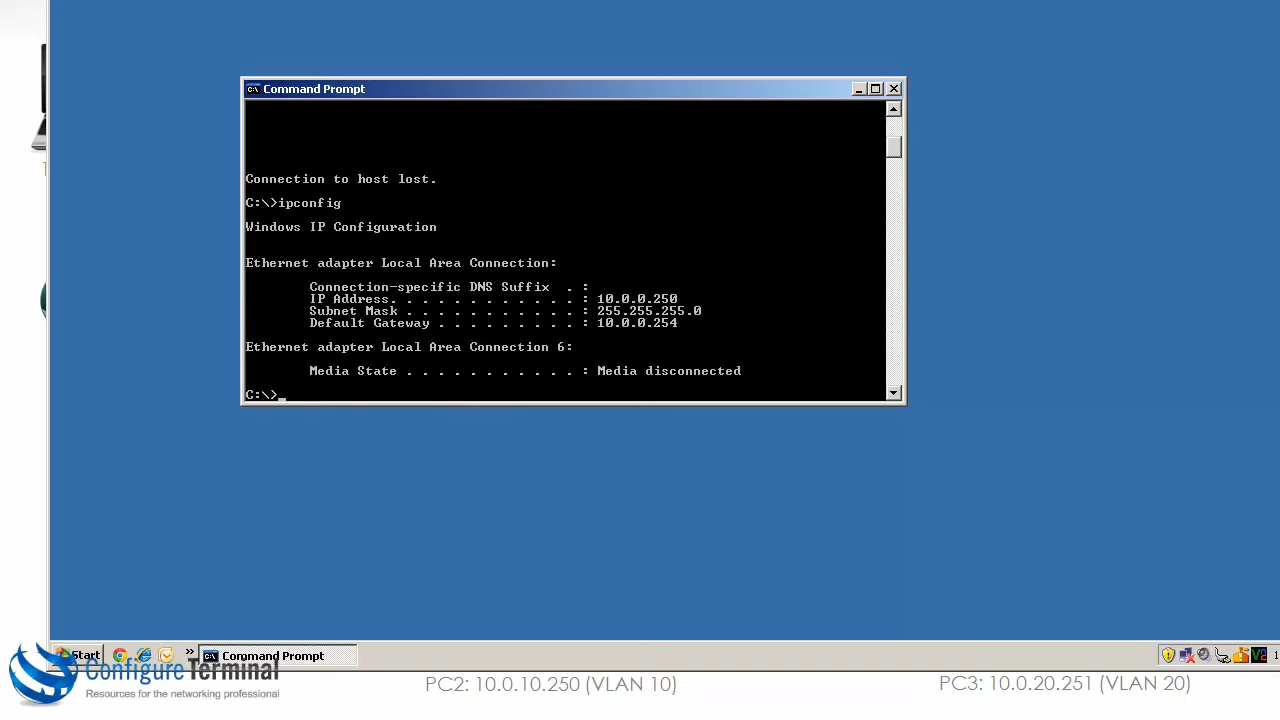 Command Prompt
Connection to host lost.
C:\>ipconfig
Windows IP Configuration
Ethernet adapter Local Area Connection:
Connection-specific DNS Suffix  . :
IP Address. . . . . . . . . . . . : 10.0.0.250
Subnet Mask . . . . . . . . . . . : 255.255.255.0
Default Gateway . . . . . . . . . : 10.0.0.254
Ethernet adapter Local Area Connection 6:
Media State . . . . . . . . . . . : Media disconnected
C:\>_
Start
Command Prompt
Configure Terminal
Resources for the networking professional
PC2: 10.0.10.250 (VLAN 10)
PC3: 10.0.20.251 (VLAN 20)